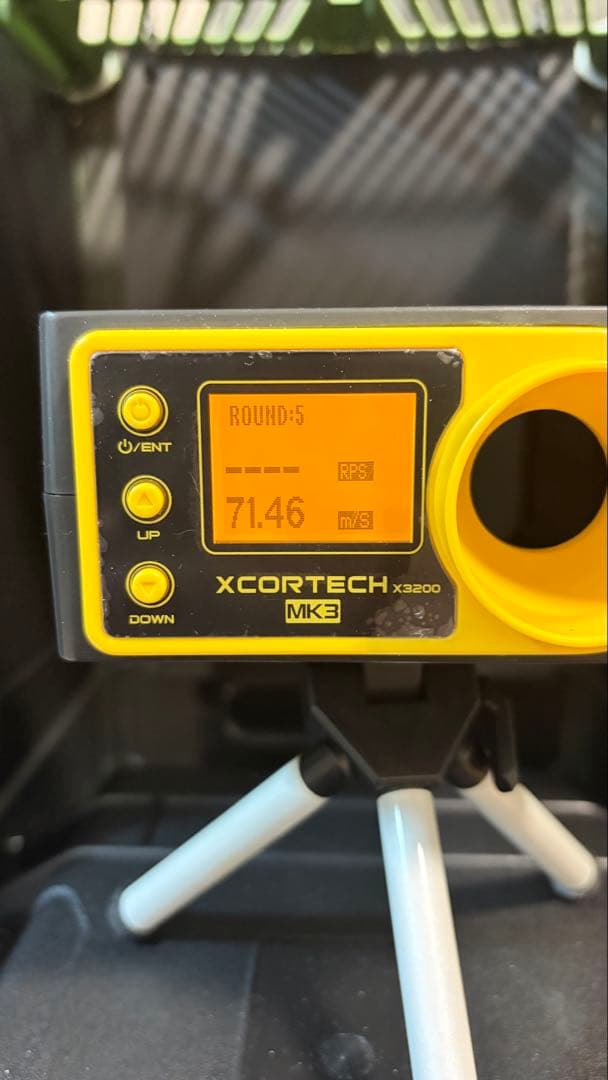 ROUND:5
---- RPS
71.46 m/S
⏻/ENT
UP
DOWN
XCORTECH X3200
MK3